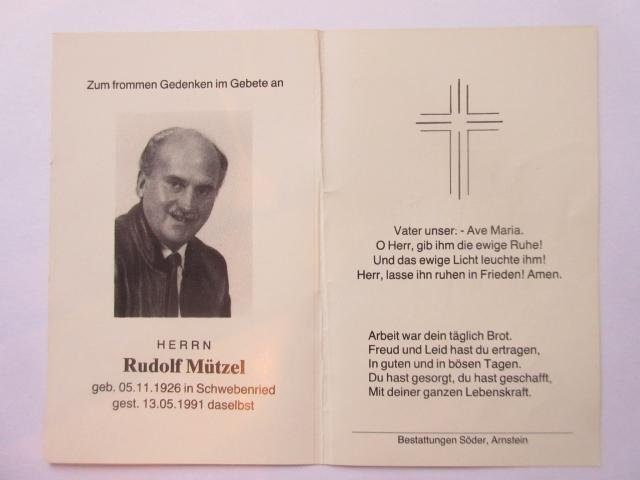 Zum frommen Gedenken im Gebete an
HERRN
Rudolf Mützel
geb. 05.11.1926 in Schwebenried
gest. 13.05.1991 daselbst
Vater unser: - Ave Maria.
O Herr, gib ihm die ewige Ruhe!
Und das ewige Licht leuchte ihm!
Herr, lasse ihn ruhen in Frieden! Amen.
Arbeit war dein täglich Brot.
Freud und Leid hast du ertragen,
In guten und in bösen Tagen.
Du hast gesorgt, du hast geschafft,
Mit deiner ganzen Lebenskraft.
Bestattungen Söder, Arnstein